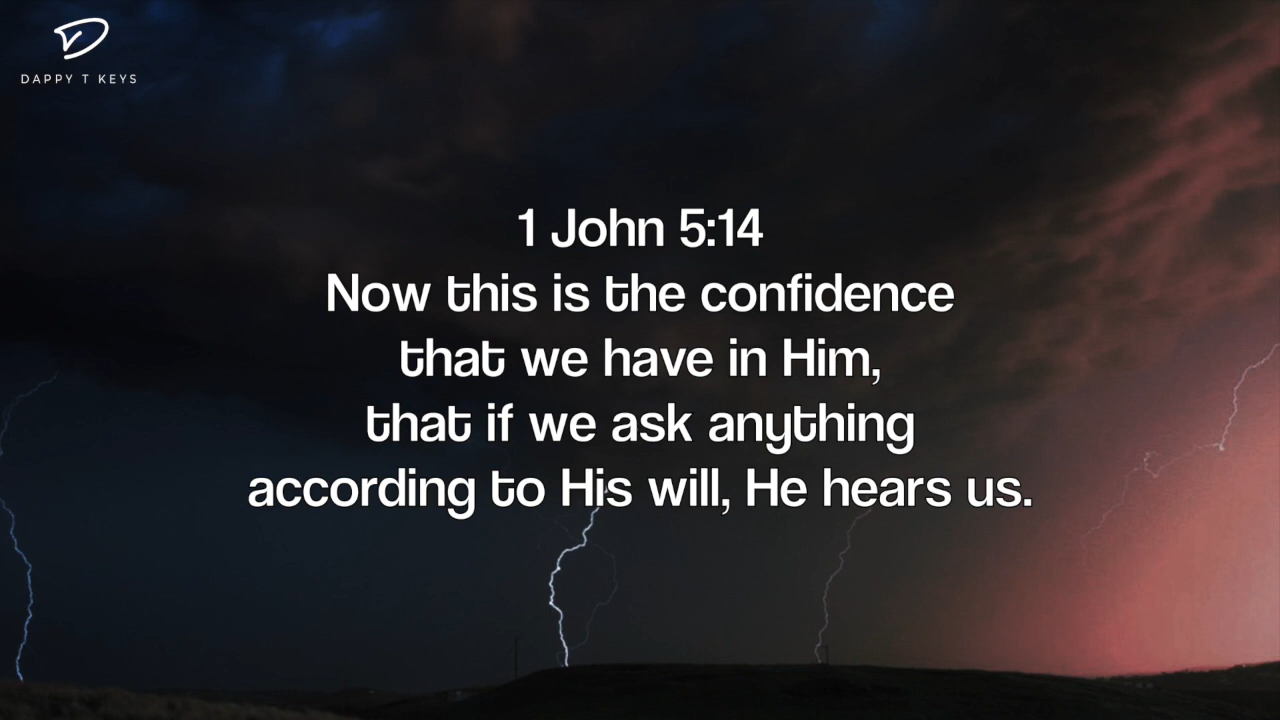 DAPPY T KEYS
1 John 5:14
Now this is the confidence
that we have in Him,
that if we ask anything
according to His will, He hears us.